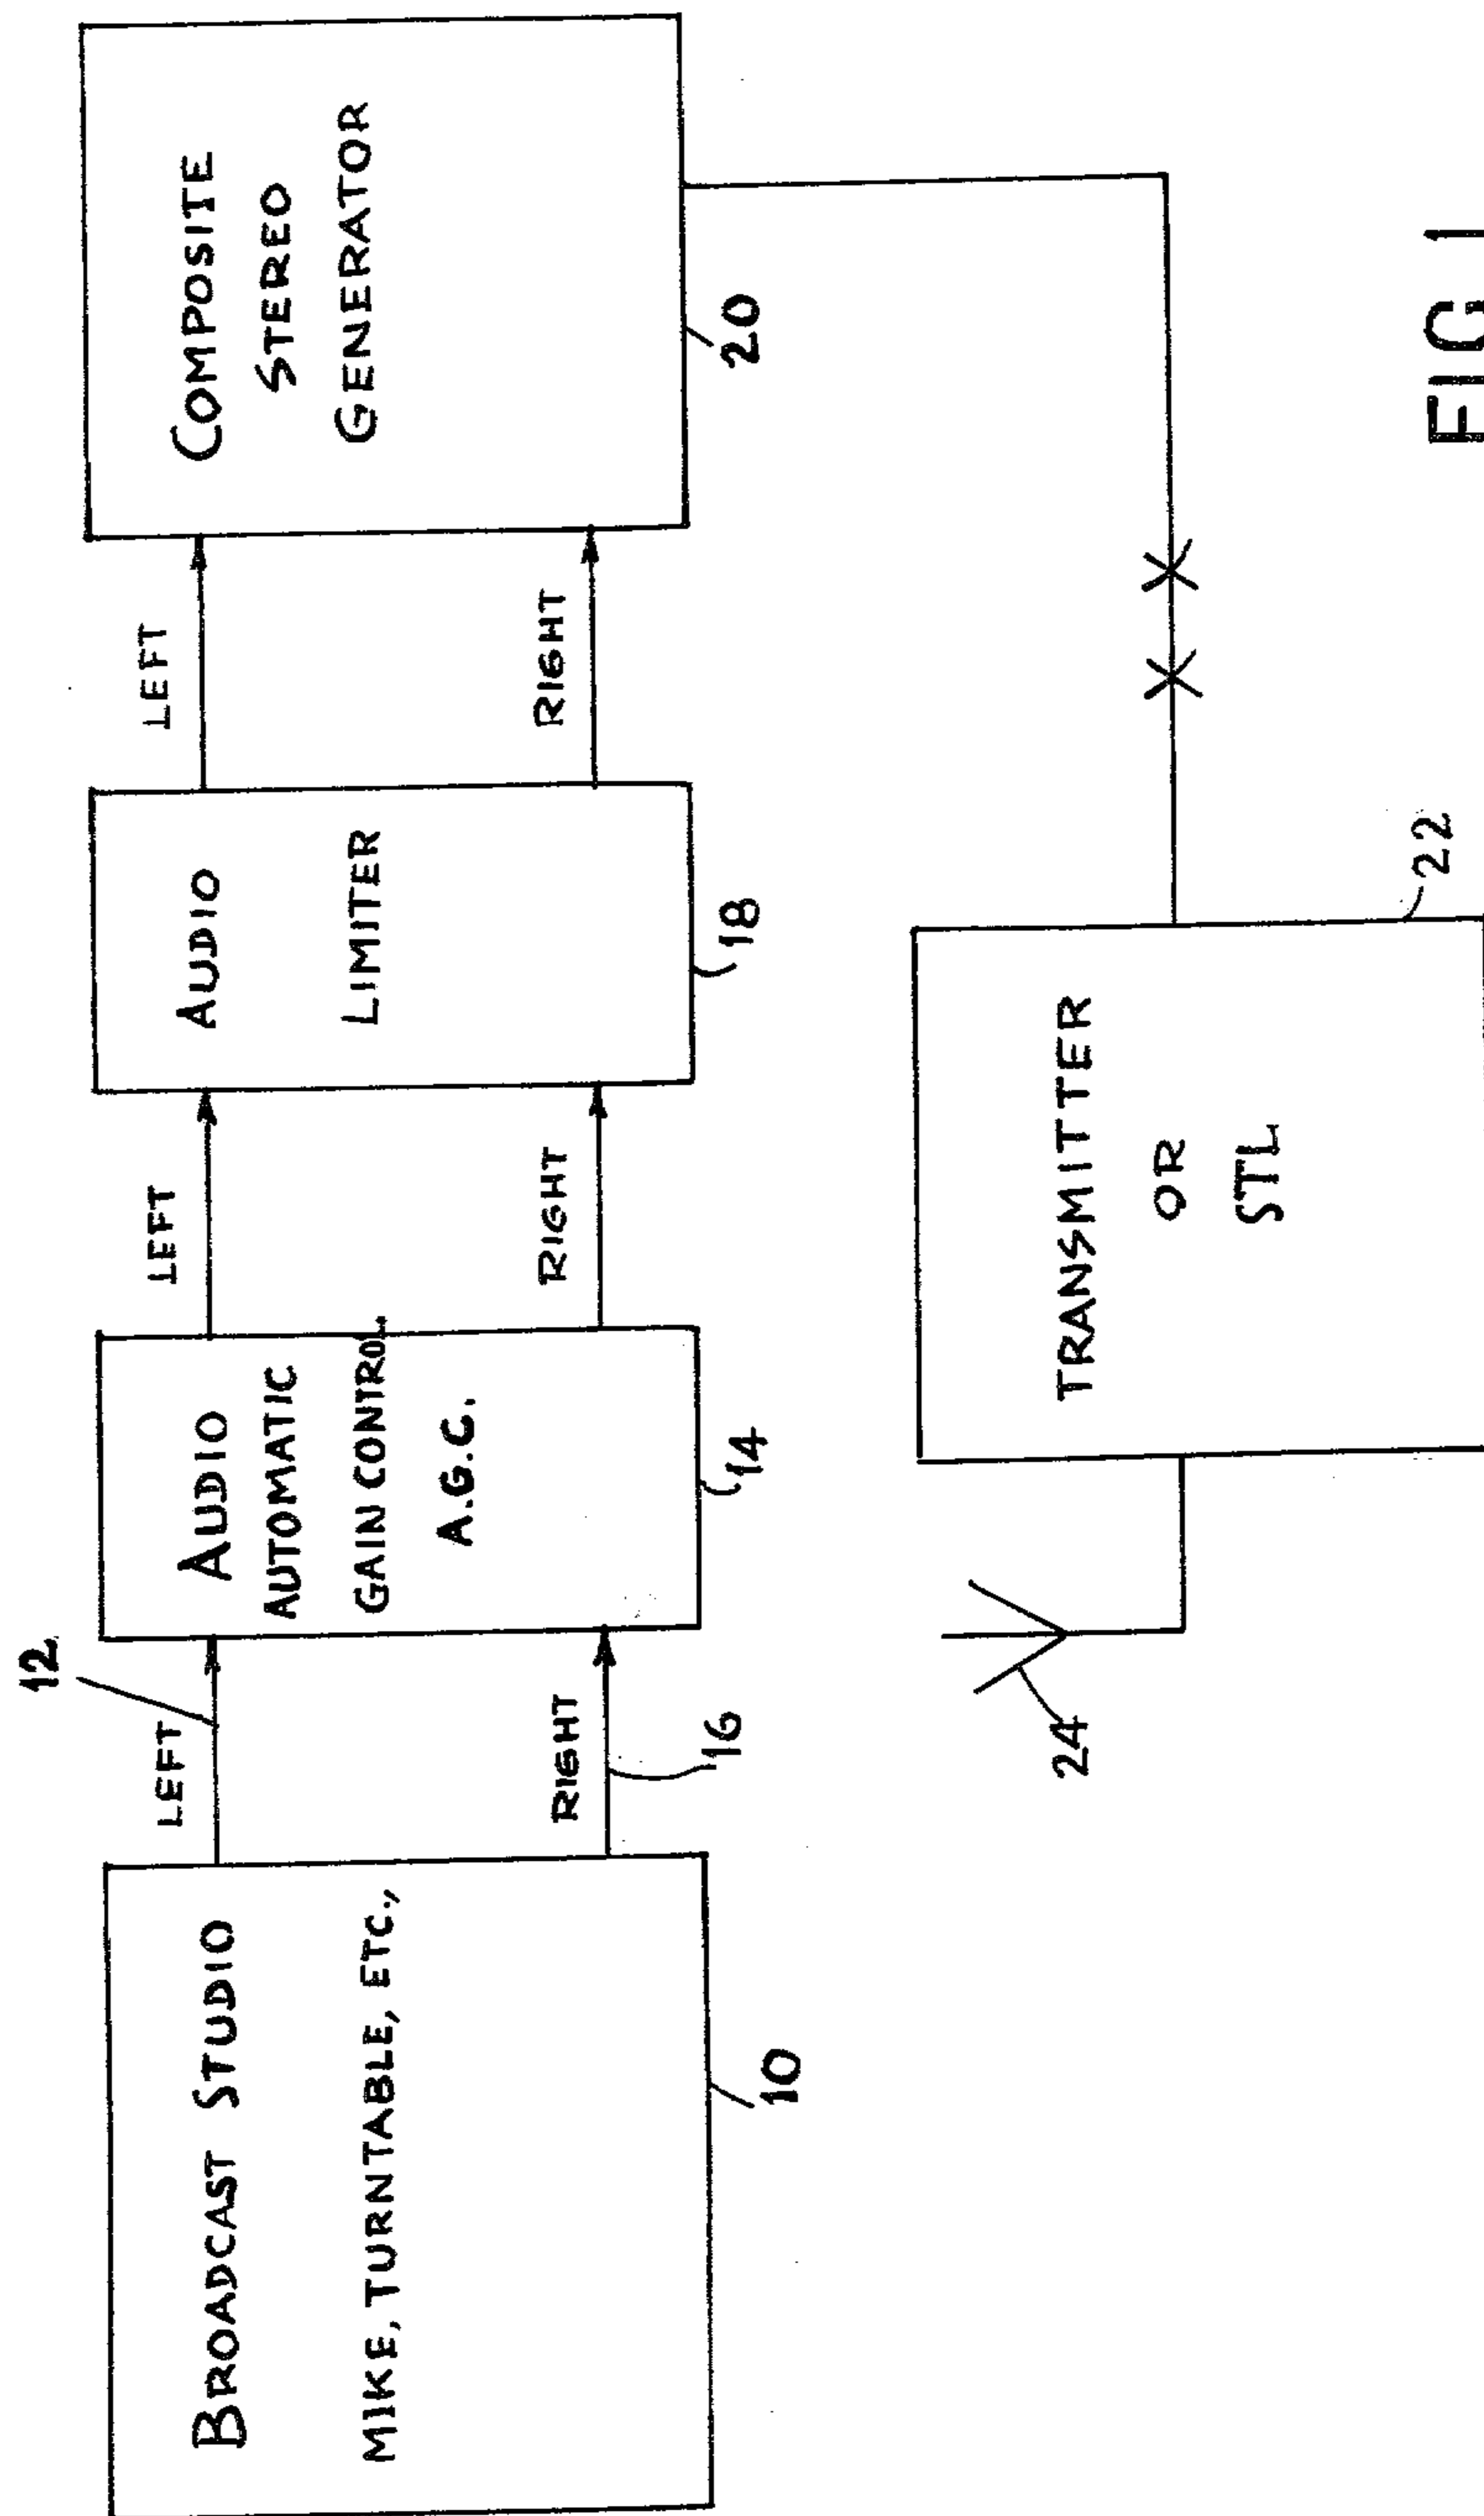 12
LEFT
LEFT
LEFT
BROADCAST STUDIO
MIKE, TURNTABLE, ETC.,
AUDIO
AUTOMATIC
GAIN CONTROL.
A.G.C.
AUDIO
LIMITER
COMPOSITE
STEREO
GENERATOR
RIGHT
RIGHT
RIGHT
10
16
14
18
20
24
TRANSMITTER
OR
STL
22
FIG 1